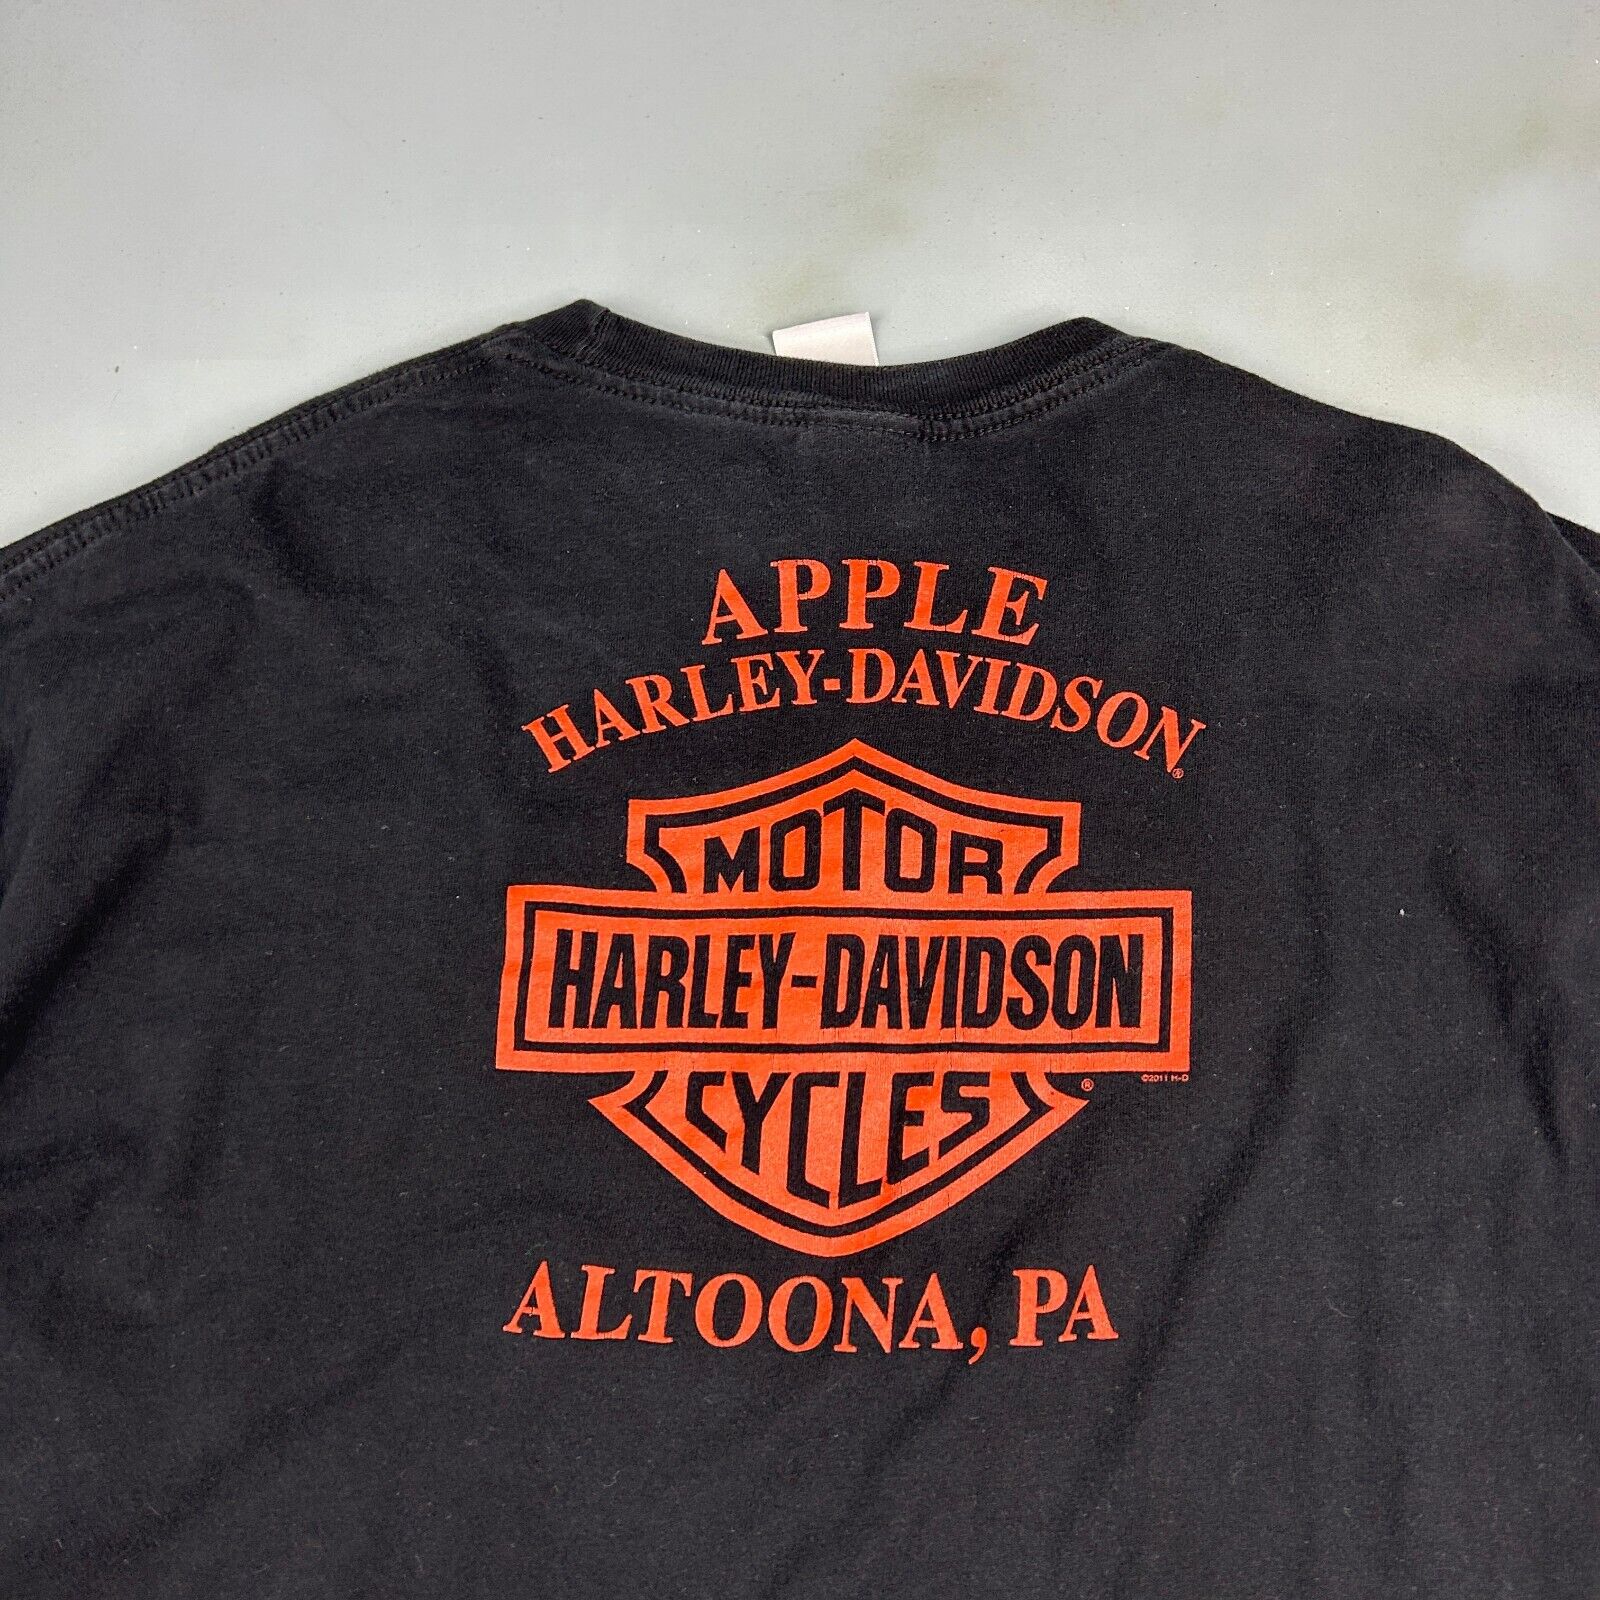 APPLE
HARLEY-DAVIDSON®
MOTOR
HARLEY-DAVIDSON
CYCLES
® ©2011 H-D
ALTOONA, PA